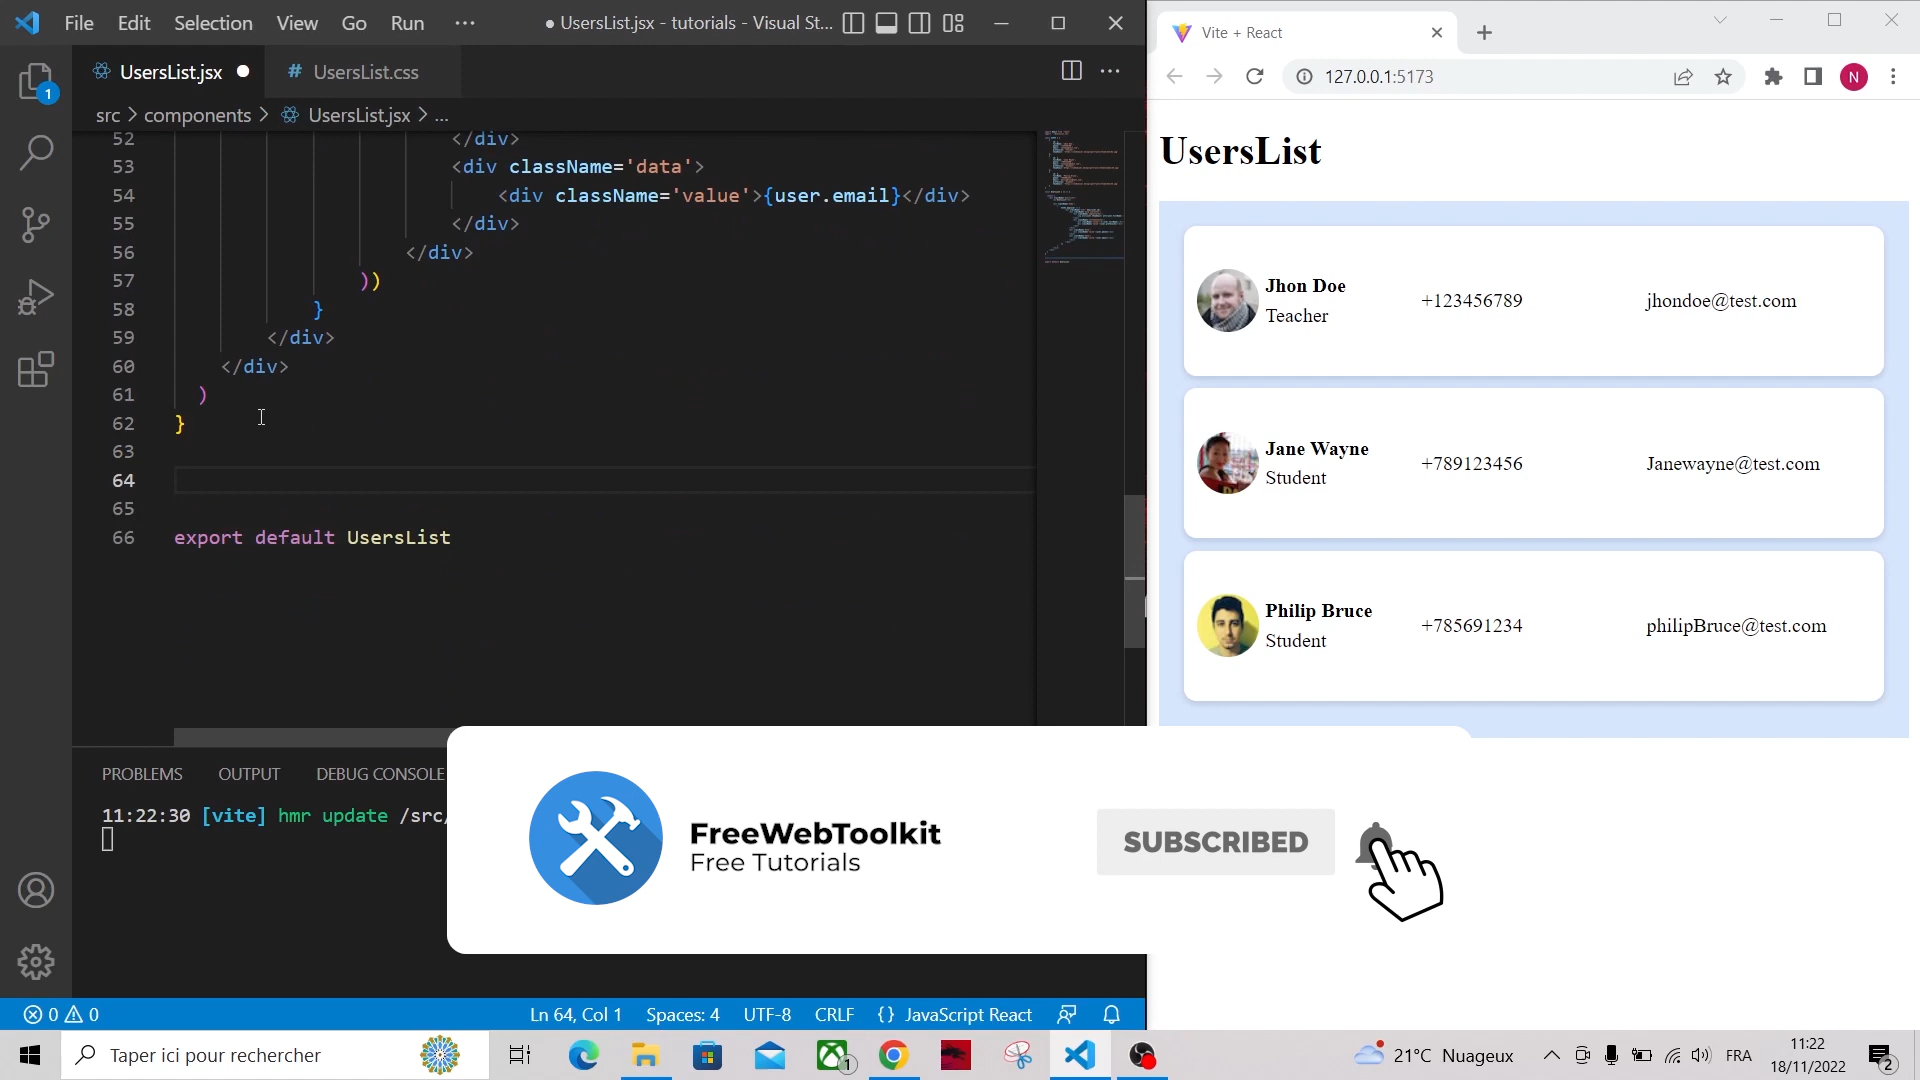 File Edit Selection View Go Run ···
● UsersList.jsx - tutorials - Visual St...
UsersList.jsx ●
# UsersList.css
src > components > UsersList.jsx > ...
1
52 </div>
53 <div className='data'>
54 <div className='value'>{user.email}</div>
55 </div>
56 </div>
57 ))
58 }
59 </div>
60 </div>
61 )
62 }
63
64
65
66 export default UsersList
PROBLEMS OUTPUT DEBUG CONSOLE
11:22:30 [vite] hmr update /src/
0 0
Ln 64, Col 1 Spaces: 4 UTF-8 CRLF {} JavaScript React
Vite + React
127.0.0.1:5173
N
UsersList
Jhon Doe
Teacher
+123456789
jhondoe@test.com
Jane Wayne
Student
+789123456
Janewayne@test.com
Philip Bruce
Student
+785691234
philipBruce@test.com
FreeWebToolkit
Free Tutorials
SUBSCRIBED
Taper ici pour rechercher
1
21°C Nuageux
FRA
11:22
18/11/2022
2